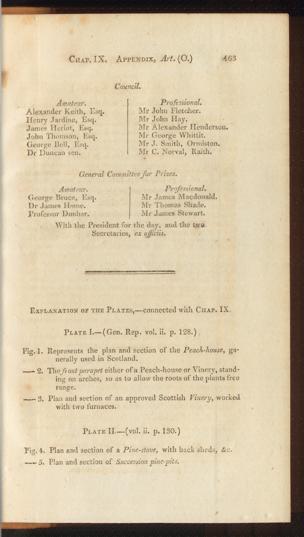 CHAP. IX. APPENDIX, Art. (O.) 463
Council.
Amateur. Professional.
Alexander Keith, Esq. Mr John Fletcher.
Henry Jardine, Esq. Mr John Hay.
James Heriot, Esq. Mr Alexander Henderson.
John Thomson, Esq. Mr George Whittit.
George Bell, Esq. Mr J. Smith, Ormiston.
Dr Duncan sen. Mr C. Norval, Raith.
General Committee for Prizes.
Amateur. Professional.
George Bruce, Esq. Mr James Macdonald.
Dr James Home. Mr Thomas Shade.
Professor Dunbar. Mr James Stewart.
With the President for the day, and the two
Secretaries, ex officiis.
EXPLANATION OF THE PLATES,—connected with CHAP. IX.
PLATE I.—(Gen. Rep. vol. ii. p. 128.)
Fig. 1. Represents the plan and section of the Peach-house, ge-
nerally used in Scotland.
—— 2. The front parapet either of a Peach-house or Vinery, stand-
ing on arches, so as to allow the roots of the plants free
range.
—— 3. Plan and section of an approved Scottish Vinery, worked
with two furnaces.
PLATE II.—(vol. ii. p. 130.)
Fig. 4. Plan and section of a Pine-stove, with back sheds, &c.
—— 5. Plan and section of Succession pine-pits.